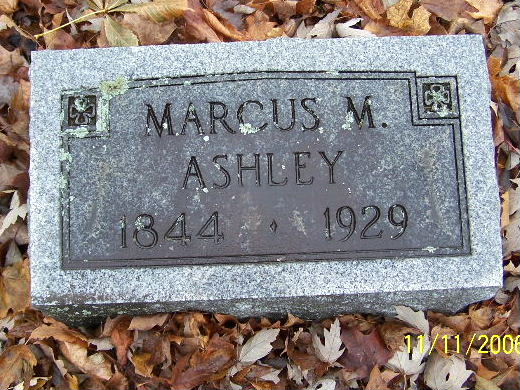 MARCUS M.
ASHLEY
1844 · 1929
11/11/2006